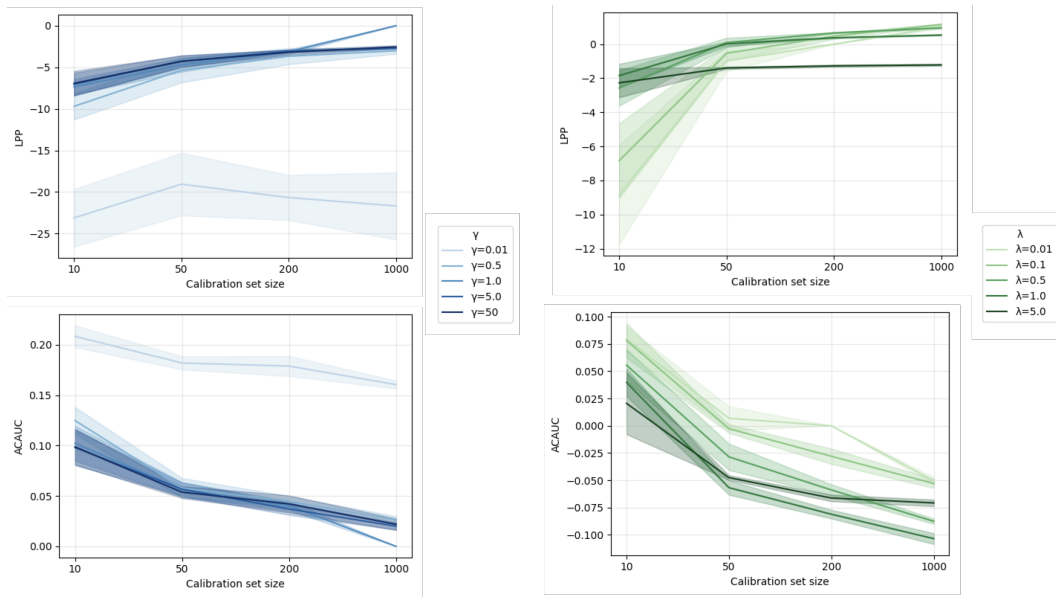 0
−5
−10
−15
−20
−25
LPP
10
50
200
1000
Calibration set size
γ
γ=0.01
γ=0.5
γ=1.0
γ=5.0
γ=50
0
−2
−4
−6
−8
−10
−12
LPP
10
50
200
1000
Calibration set size
λ
λ=0.01
λ=0.1
λ=0.5
λ=1.0
λ=5.0
0.20
0.15
0.10
0.05
0.00
ACAUC
10
50
200
1000
Calibration set size
0.100
0.075
0.050
0.025
0.000
−0.025
−0.050
−0.075
−0.100
ACAUC
10
50
200
1000
Calibration set size